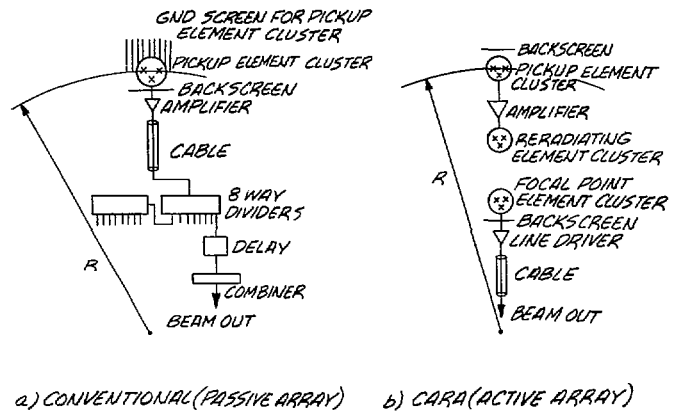 GND SCREEN FOR PICKUP
ELEMENT CLUSTER
PICKUP ELEMENT CLUSTER
BACKSCREEN
AMPLIFIER
CABLE
8 WAY
DIVIDERS
DELAY
COMBINER
BEAM OUT
R
a) CONVENTIONAL (PASSIVE ARRAY)
BACKSCREEN
PICKUP ELEMENT
CLUSTER
AMPLIFIER
RERADIATING
ELEMENT CLUSTER
FOCAL POINT
ELEMENT CLUSTER
BACKSCREEN
LINE DRIVER
CABLE
BEAM OUT
R
b) CARA (ACTIVE ARRAY)